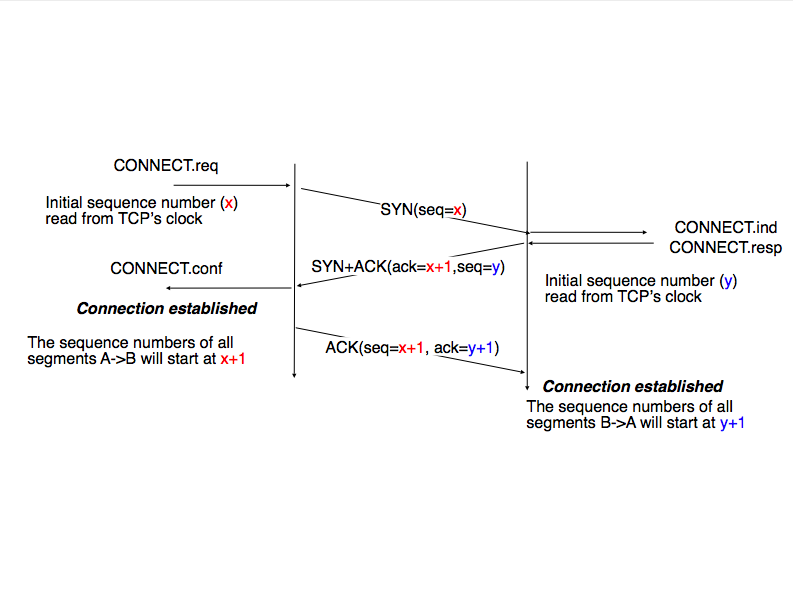 CONNECT.req
Initial sequence number (x)
read from TCP's clock
SYN(seq=x)
CONNECT.ind
CONNECT.resp
CONNECT.conf
SYN+ACK(ack=x+1,seq=y)
Initial sequence number (y)
read from TCP's clock
Connection established
The sequence numbers of all
segments A->B will start at x+1
ACK(seq=x+1, ack=y+1)
Connection established
The sequence numbers of all
segments B->A will start at y+1